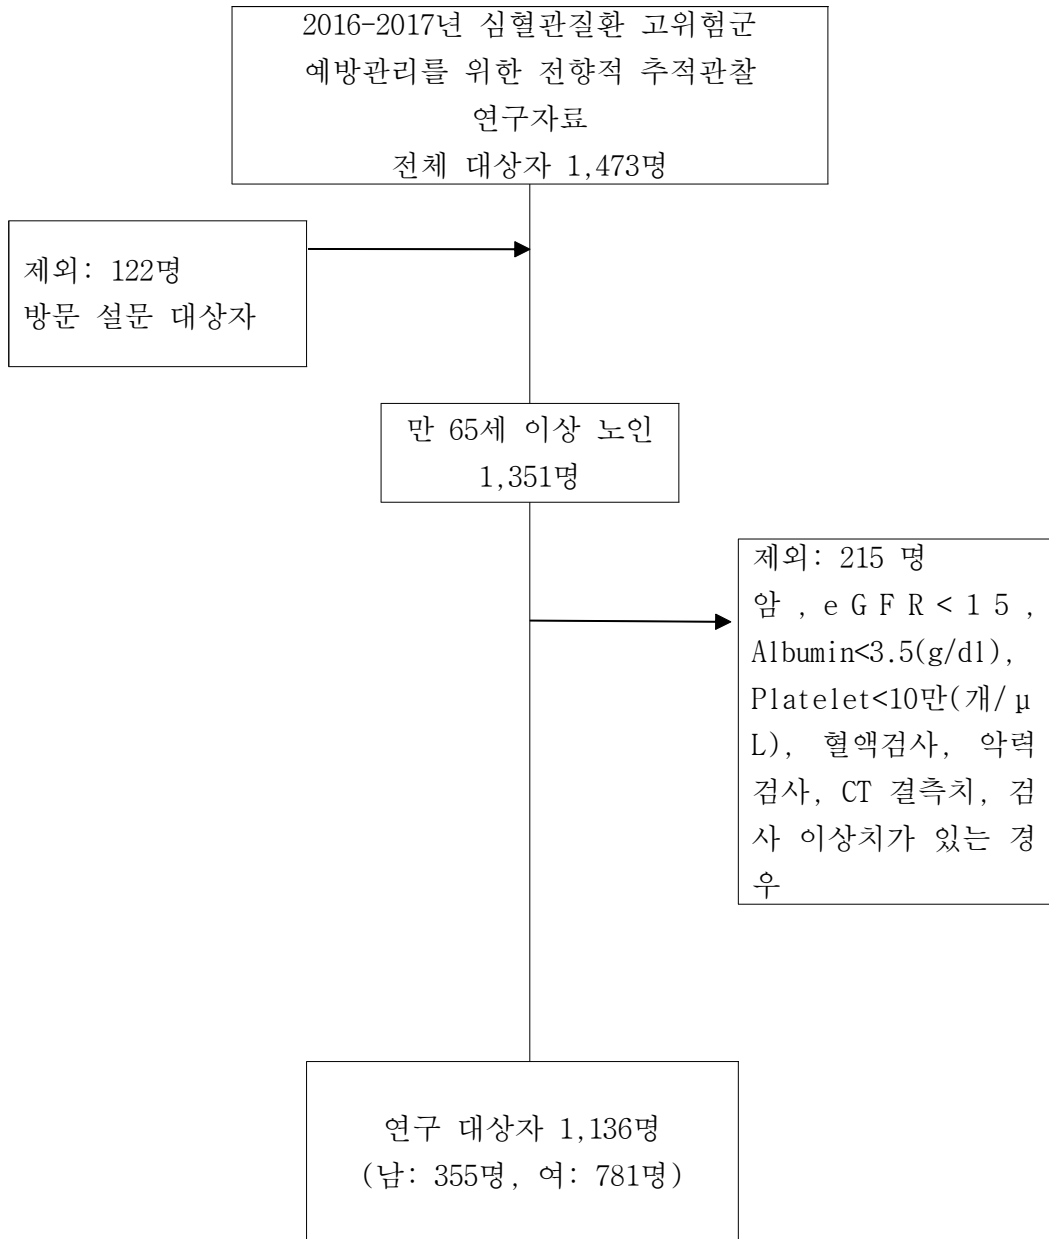 2016-2017년 심혈관질환 고위험군
예방관리를 위한 전향적 추적관찰
연구자료
전체 대상자 1,473명
제외: 122명
방문 설문 대상자
만 65세 이상 노인
1,351명
제외: 215 명
암 , e G F R < 1 5 ,
Albumin<3.5(g/dl),
Platelet<10만(개/μ
L), 혈액검사, 악력
검사, CT 결측치, 검
사 이상치가 있는 경
우
연구 대상자 1,136명
(남: 355명, 여: 781명)